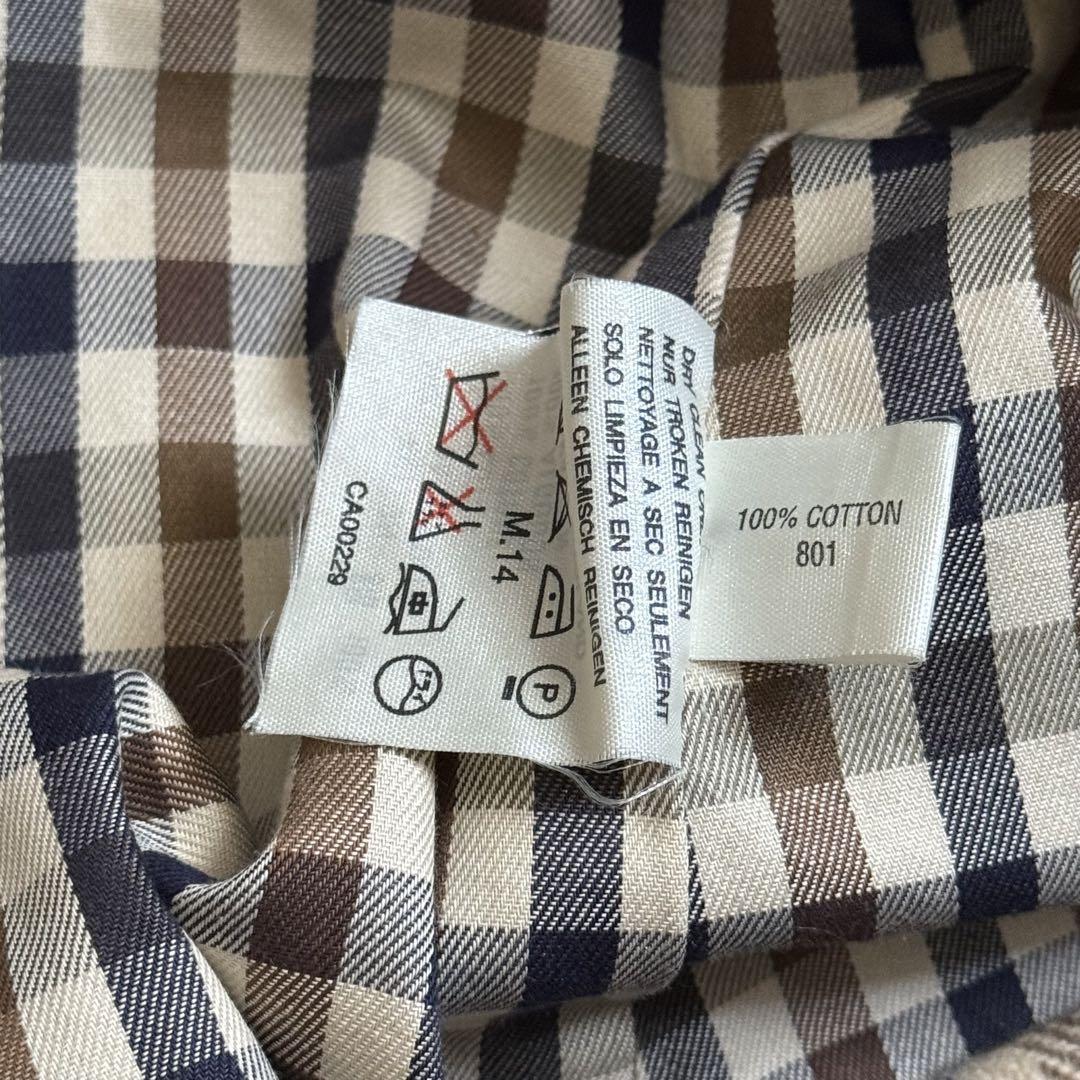 DRY CLEAN
NUR TROKEN REINIGEN
NETTOYAGE A SEC SEULEMENT
SOLO LIMPIEZA EN SECO
ALLEEN CHEMISCH REINIGEN
M.14
P
CA00229
100% COTTON
801